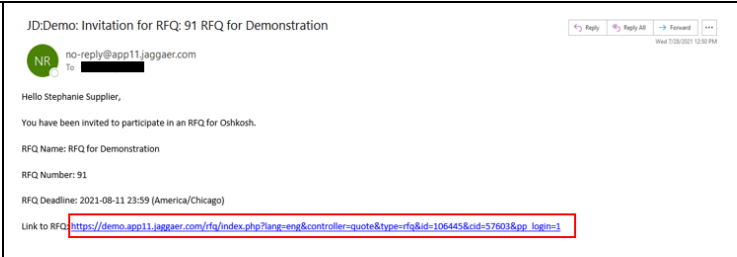 JD:Demo: Invitation for RFQ: 91 RFQ for Demonstration
Reply Reply All Forward ...
Wed 7/28/2021 12:50 PM
NR
no-reply@app11.jaggaer.com
To
Hello Stephanie Supplier,
You have been invited to participate in an RFQ for Oshkosh.
RFQ Name: RFQ for Demonstration
RFQ Number: 91
RFQ Deadline: 2021-08-11 23:59 (America/Chicago)
Link to RFQ: https://demo.app11.jaggaer.com/rfq/index.php?lang=eng&controller=quote&type=rfq&id=106445&cid=57603&pp_login=1